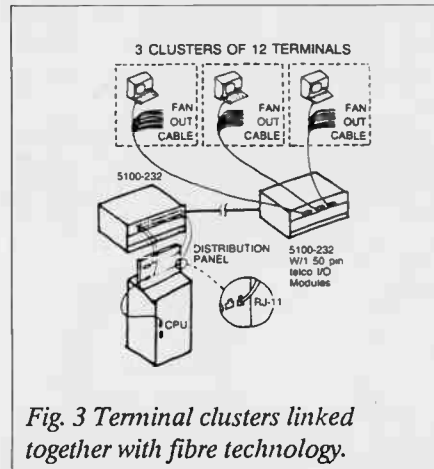 3 CLUSTERS OF 12 TERMINALS
FAN
OUT
CABLE
FAN
OUT
CABLE
FAN
OUT
CABLE
5100-232
DISTRIBUTION
PANEL
5100-232
W/1 50 pin
telco I/O
Modules
RJ-11
CPU
Fig. 3 Terminal clusters linked
together with fibre technology.